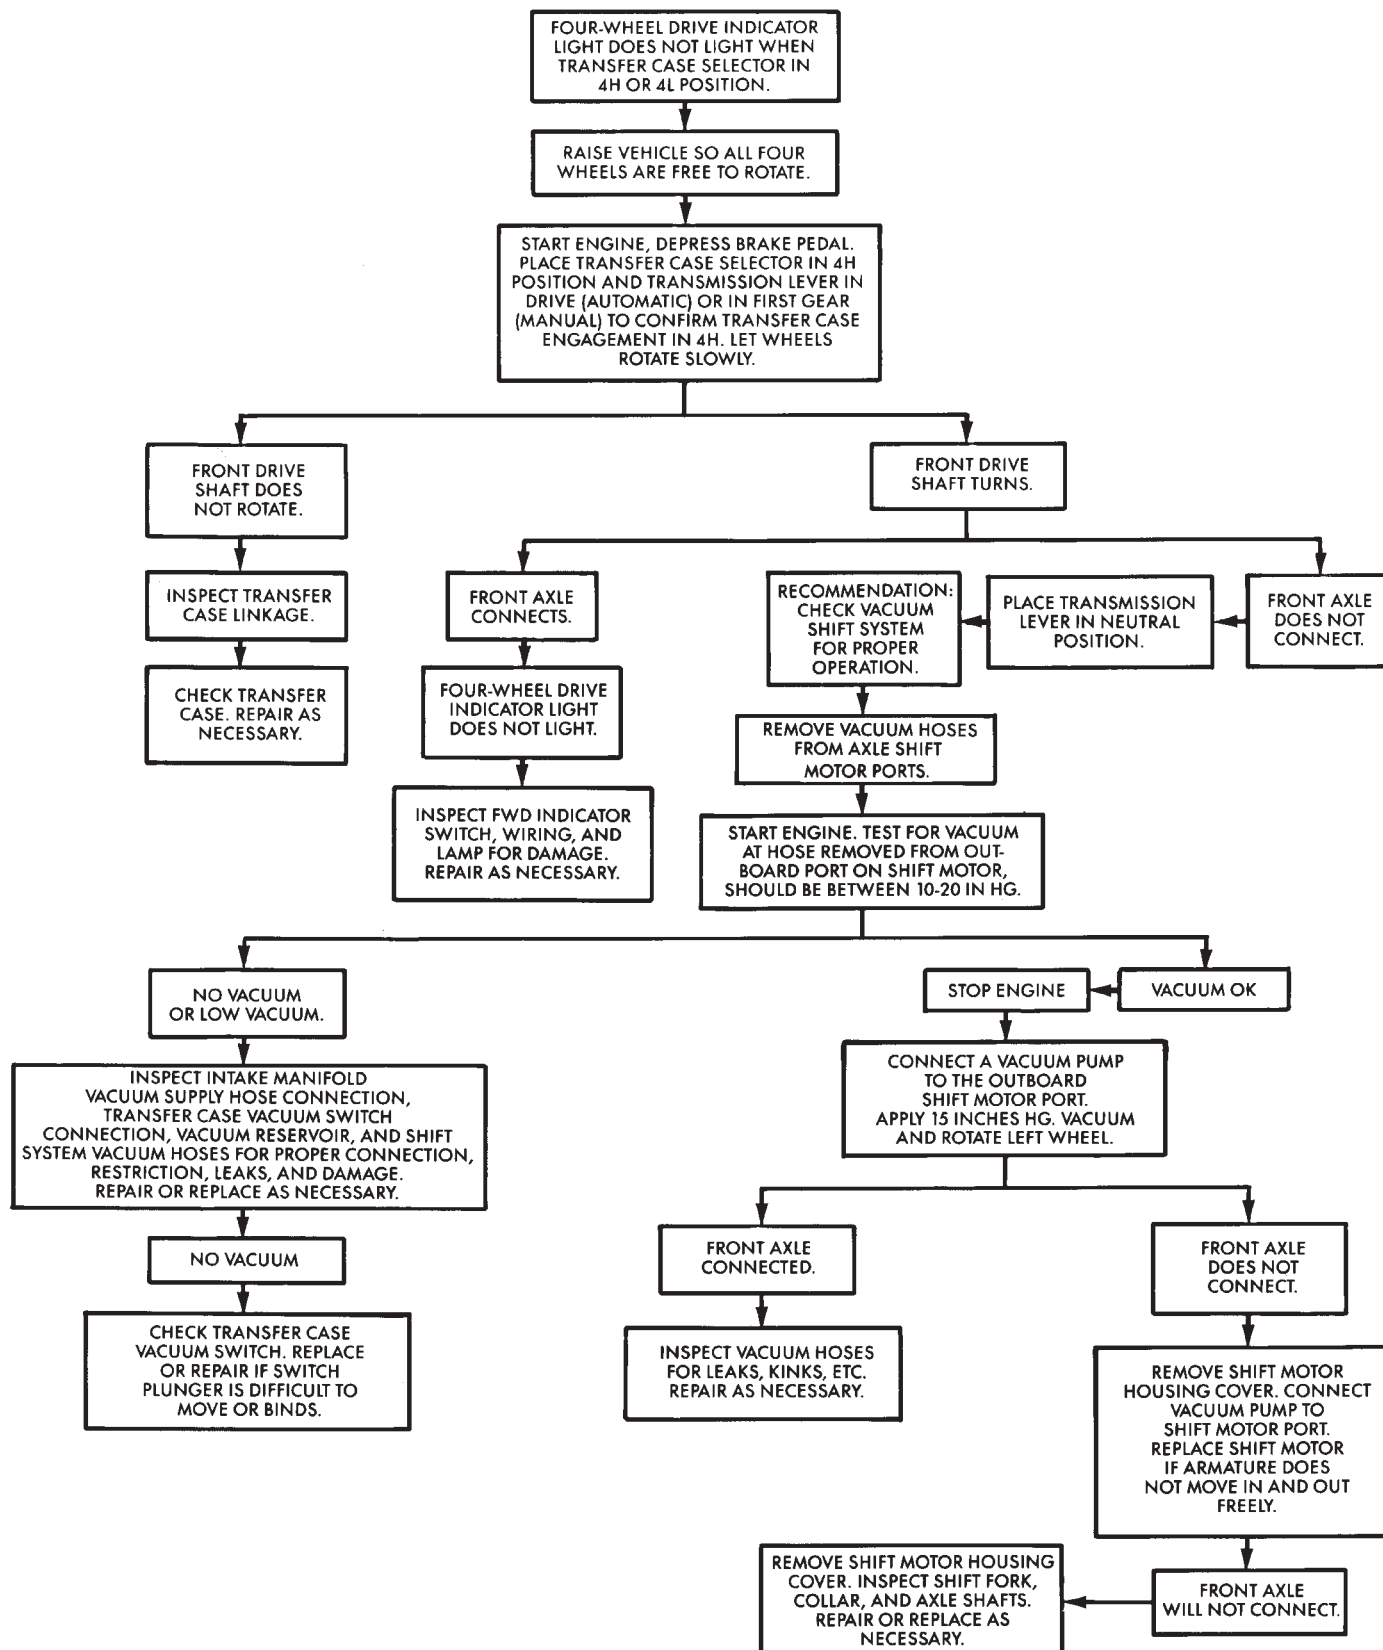 FOUR-WHEEL DRIVE INDICATOR
LIGHT DOES NOT LIGHT WHEN
TRANSFER CASE SELECTOR IN
4H OR 4L POSITION.
RAISE VEHICLE SO ALL FOUR
WHEELS ARE FREE TO ROTATE.
START ENGINE, DEPRESS BRAKE PEDAL.
PLACE TRANSFER CASE SELECTOR IN 4H
POSITION AND TRANSMISSION LEVER IN
DRIVE (AUTOMATIC) OR IN FIRST GEAR
(MANUAL) TO CONFIRM TRANSFER CASE
ENGAGEMENT IN 4H. LET WHEELS
ROTATE SLOWLY.
FRONT DRIVE
SHAFT DOES
NOT ROTATE.
INSPECT TRANSFER
CASE LINKAGE.
CHECK TRANSFER
CASE. REPAIR AS
NECESSARY.
FRONT DRIVE
SHAFT TURNS.
FRONT AXLE
CONNECTS.
FOUR-WHEEL DRIVE
INDICATOR LIGHT
DOES NOT LIGHT.
INSPECT FWD INDICATOR
SWITCH, WIRING, AND
LAMP FOR DAMAGE.
REPAIR AS NECESSARY.
FRONT AXLE
DOES NOT
CONNECT.
PLACE TRANSMISSION
LEVER IN NEUTRAL
POSITION.
RECOMMENDATION:
CHECK VACUUM
SHIFT SYSTEM
FOR PROPER
OPERATION.
REMOVE VACUUM HOSES
FROM AXLE SHIFT
MOTOR PORTS.
START ENGINE. TEST FOR VACUUM
AT HOSE REMOVED FROM OUT-
BOARD PORT ON SHIFT MOTOR,
SHOULD BE BETWEEN 10-20 IN HG.
NO VACUUM
OR LOW VACUUM.
INSPECT INTAKE MANIFOLD
VACUUM SUPPLY HOSE CONNECTION,
TRANSFER CASE VACUUM SWITCH
CONNECTION, VACUUM RESERVOIR, AND SHIFT
SYSTEM VACUUM HOSES FOR PROPER CONNECTION,
RESTRICTION, LEAKS, AND DAMAGE.
REPAIR OR REPLACE AS NECESSARY.
NO VACUUM
CHECK TRANSFER CASE
VACUUM SWITCH. REPLACE
OR REPAIR IF SWITCH
PLUNGER IS DIFFICULT TO
MOVE OR BINDS.
VACUUM OK
STOP ENGINE
CONNECT A VACUUM PUMP
TO THE OUTBOARD
SHIFT MOTOR PORT.
APPLY 15 INCHES HG. VACUUM
AND ROTATE LEFT WHEEL.
FRONT AXLE
CONNECTED.
INSPECT VACUUM HOSES
FOR LEAKS, KINKS, ETC.
REPAIR AS NECESSARY.
FRONT AXLE
DOES NOT
CONNECT.
REMOVE SHIFT MOTOR
HOUSING COVER. CONNECT
VACUUM PUMP TO
SHIFT MOTOR PORT.
REPLACE SHIFT MOTOR
IF ARMATURE DOES
NOT MOVE IN AND OUT
FREELY.
FRONT AXLE
WILL NOT CONNECT.
REMOVE SHIFT MOTOR HOUSING
COVER. INSPECT SHIFT FORK,
COLLAR, AND AXLE SHAFTS.
REPAIR OR REPLACE AS
NECESSARY.